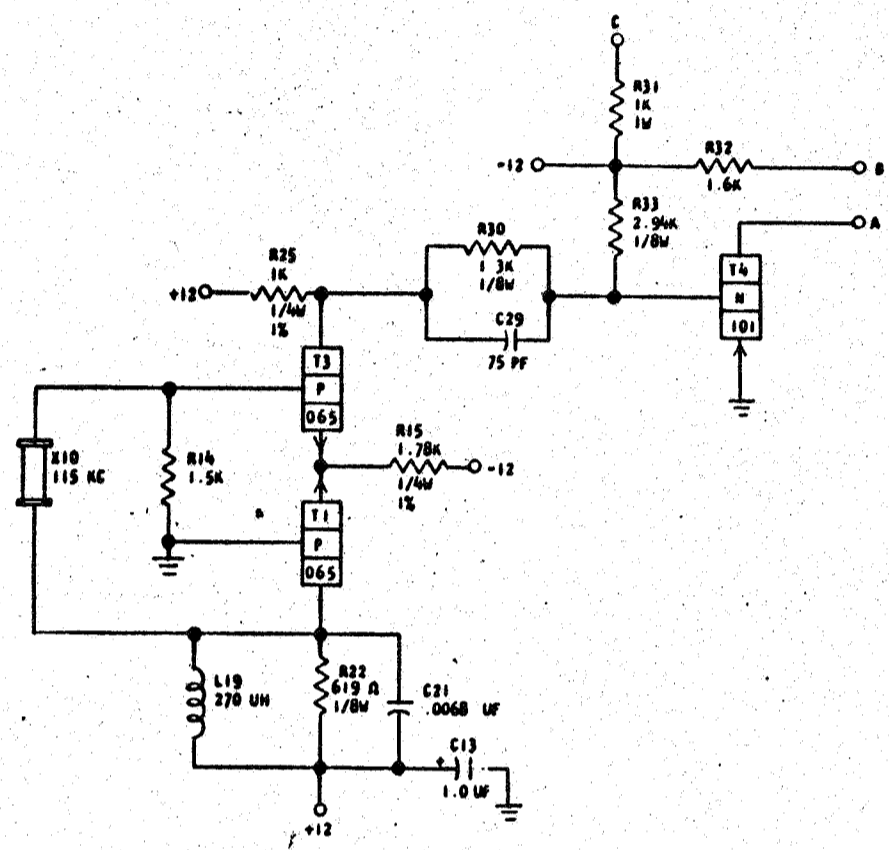 C
R31
1K
1W
-12
R32
1.6K
B
R33
2.94K
1/8W
A
R30
1 3K
1/8W
C29
75 PF
T4
N
101
R25
1K
+12
1/4W
1%
T3
P
065
R15
1.78K
1/4W
1%
-12
X10
115 KC
R14
1.5K
T1
P
065
L19
270 UH
R22
619 Ω
1/8W
C21
.0068 UF
C13
+
1.0 UF
+12